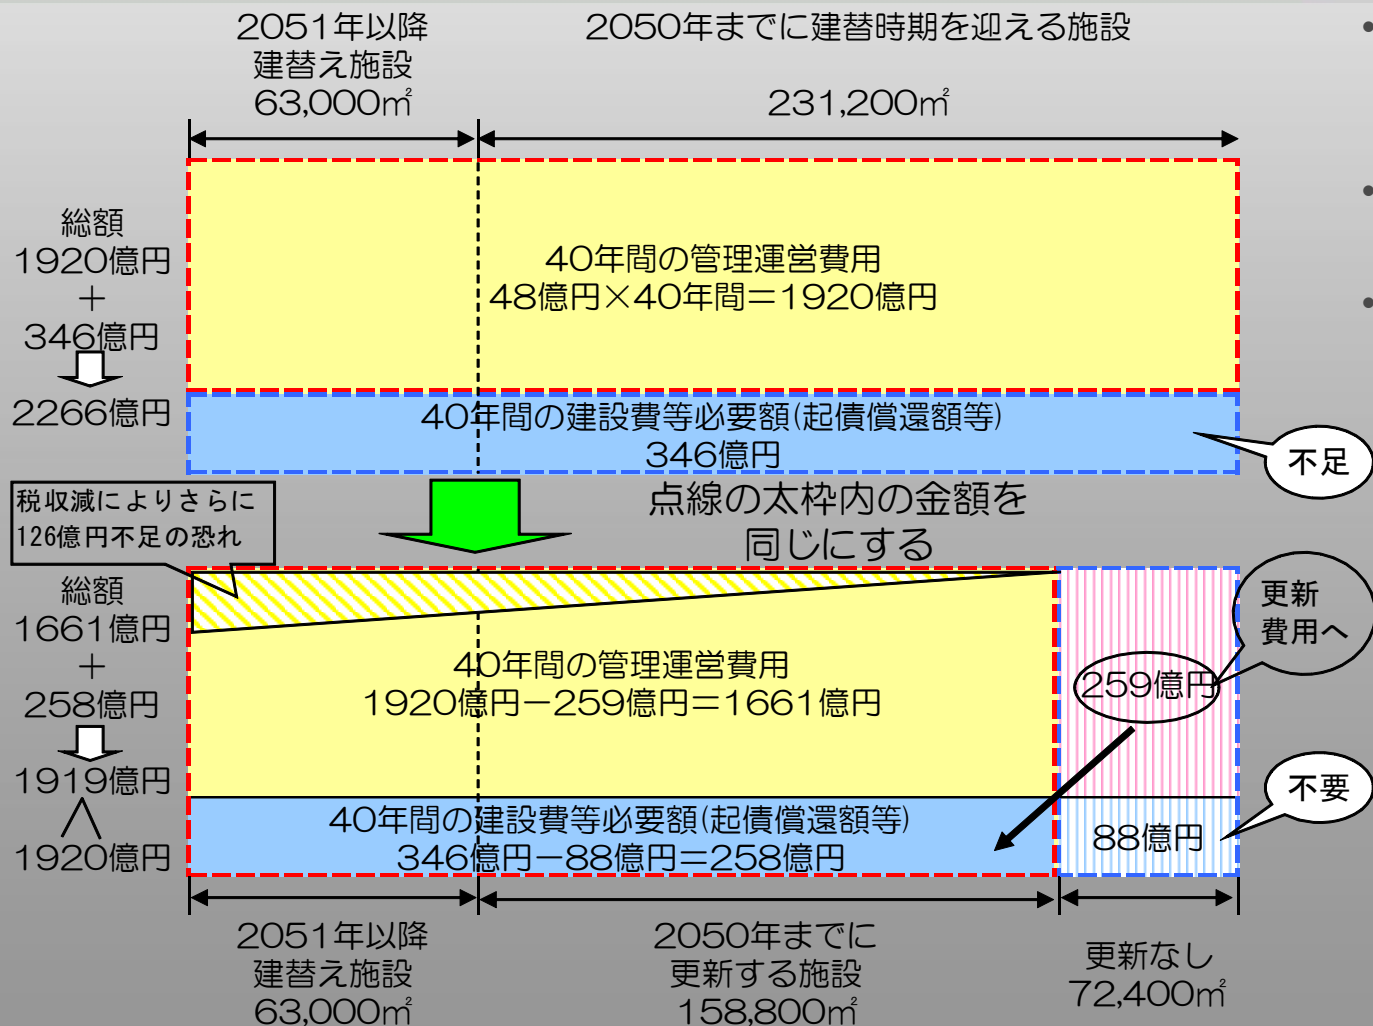 2051年以降
建替え施設
63,000㎡
2050年までに建替時期を迎える施設
231,200㎡
総額
1920億円
＋
346億円
2266億円
40年間の管理運営費用
48億円×40年間＝1920億円
40年間の建設費等必要額(起債償還額等)
346億円
不足
税収減によりさらに
126億円不足の恐れ
点線の太枠内の金額を
同じにする
総額
1661億円
＋
258億円
1919億円
∧
1920億円
40年間の管理運営費用
1920億円－259億円＝1661億円
259億円
更新
費用へ
40年間の建設費等必要額(起債償還額等)
346億円－88億円＝258億円
88億円
不要
2051年以降
建替え施設
63,000㎡
2050年までに
更新する施設
158,800㎡
更新なし
72,400㎡